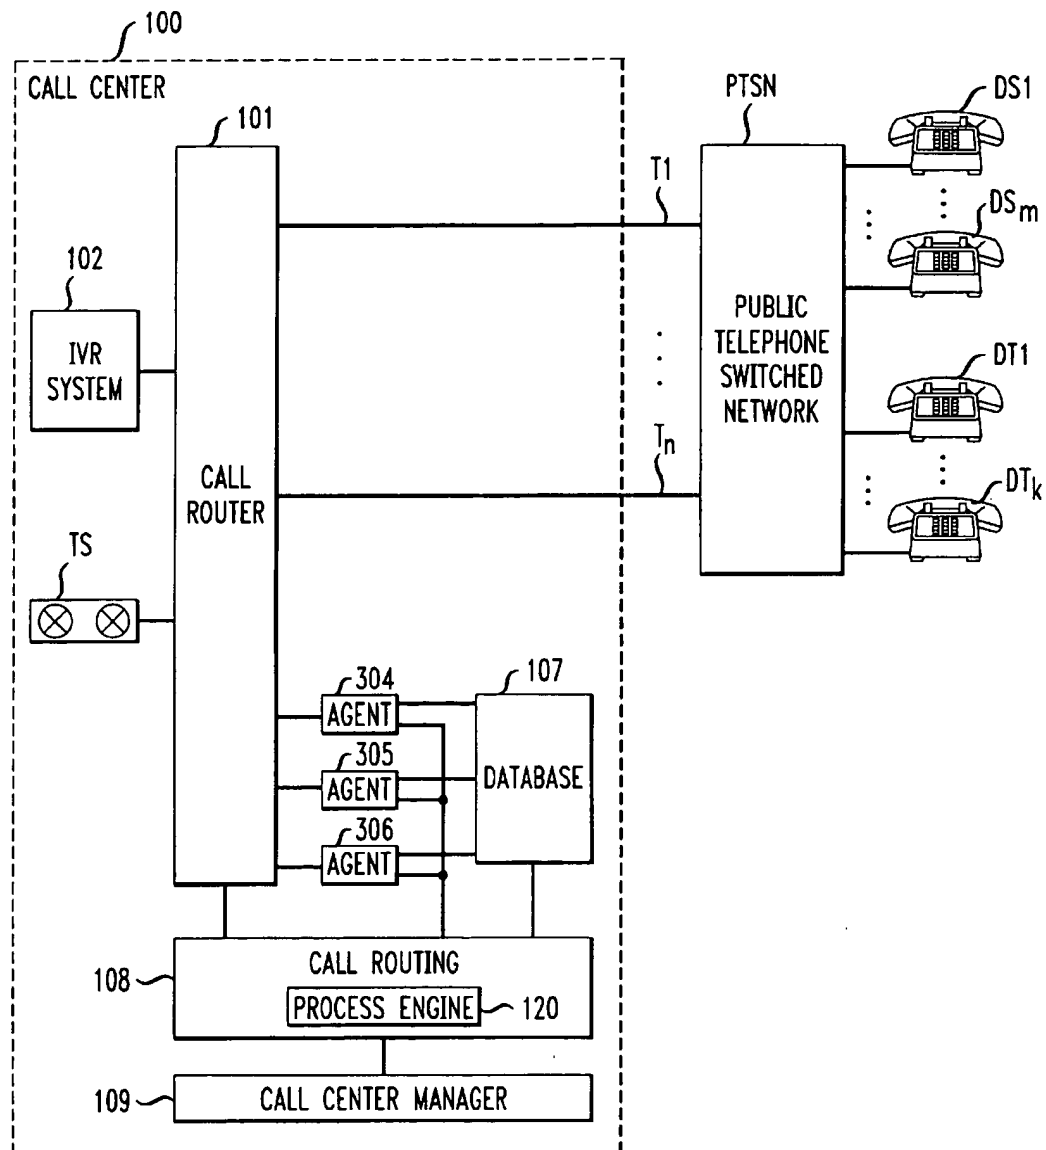 100
CALL CENTER
101
PTSN
DS1
T1
DSm
102
IVR
SYSTEM
PUBLIC
TELEPHONE
SWITCHED
NETWORK
DT1
Tn
CALL
ROUTER
DTk
TS
304
AGENT
107
305
AGENT
DATABASE
306
AGENT
108
CALL ROUTING
PROCESS ENGINE
120
109
CALL CENTER MANAGER